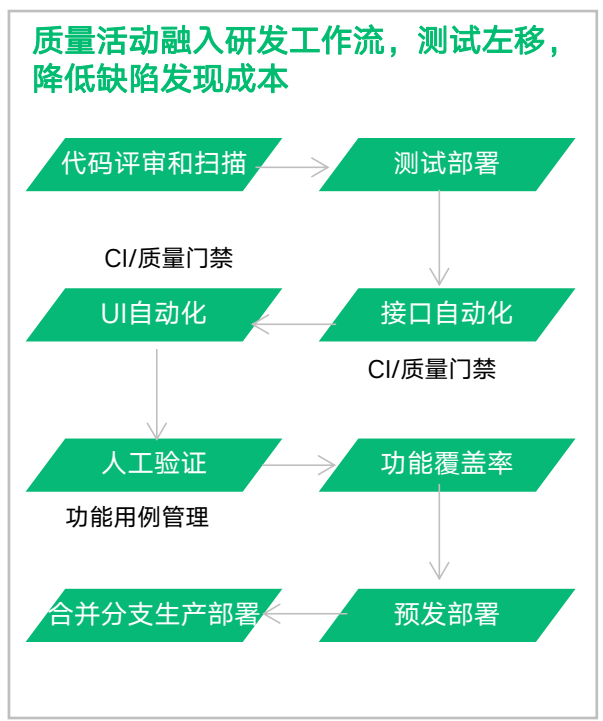 质量活动融入研发工作流，测试左移，
降低缺陷发现成本
代码评审和扫描
测试部署
CI/质量门禁
UI自动化
接口自动化
CI/质量门禁
人工验证
功能覆盖率
功能用例管理
合并分支生产部署
预发部署